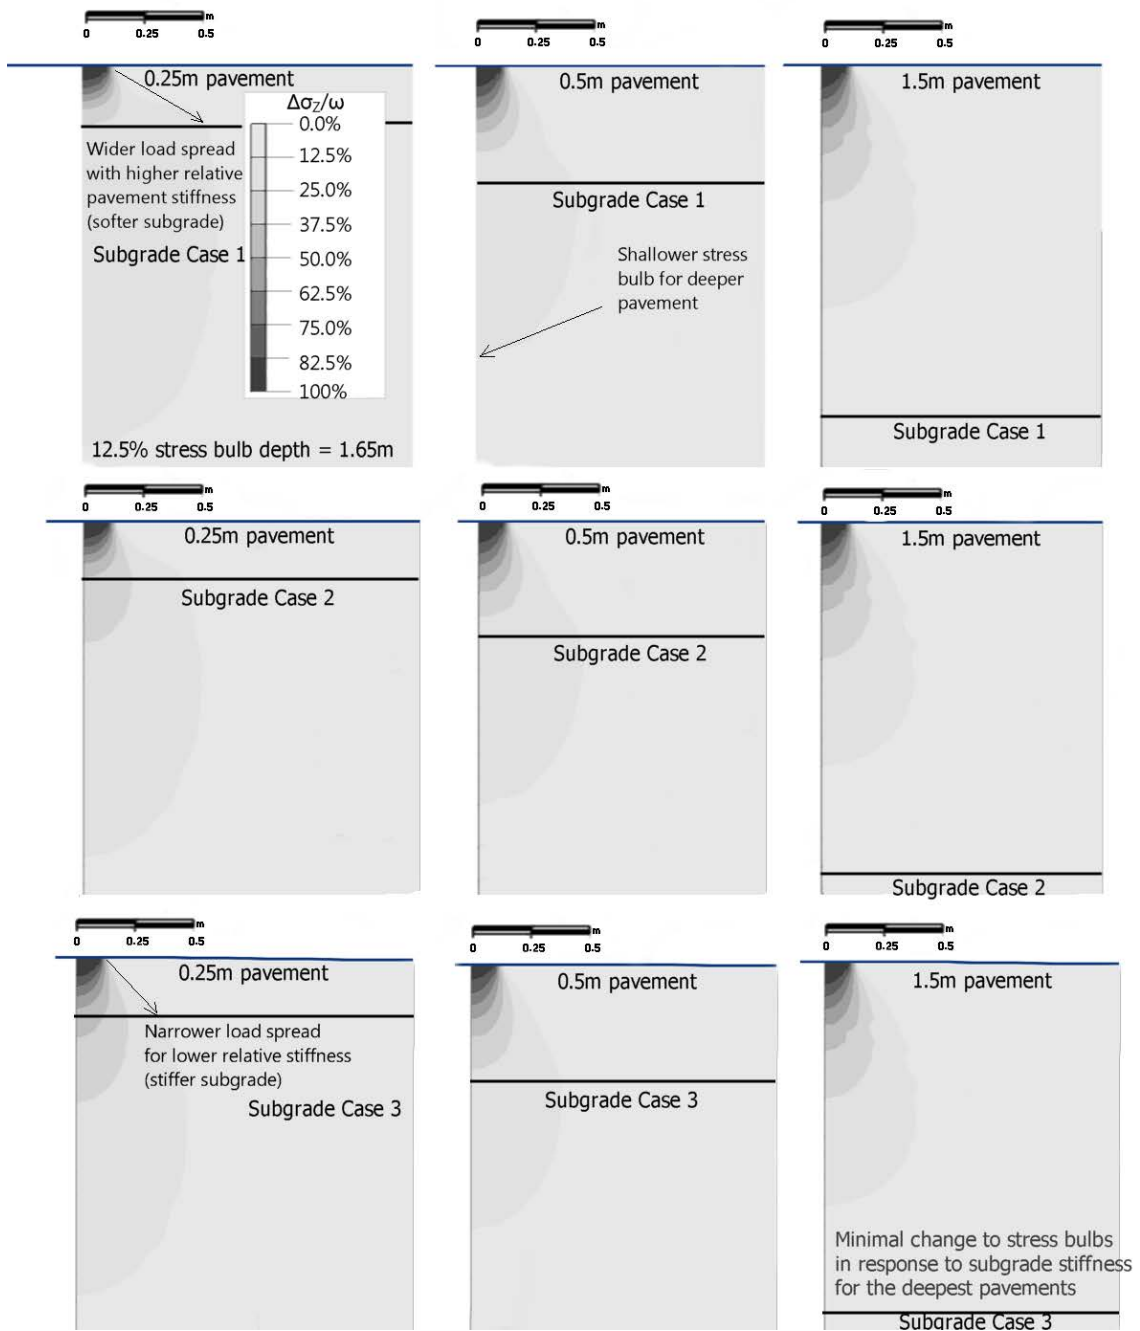 m
0 0.25 0.5
m
0 0.25 0.5
m
0 0.25 0.5
0.25m pavement
Δσz/ω
0.0%
12.5%
25.0%
37.5%
50.0%
62.5%
75.0%
82.5%
100%
Wider load spread
with higher relative
pavement stiffness
(softer subgrade)
Subgrade Case 1
12.5% stress bulb depth = 1.65m
0.5m pavement
Subgrade Case 1
Shallower stress
bulb for deeper
pavement
1.5m pavement
Subgrade Case 1
m
0 0.25 0.5
m
0 0.25 0.5
m
0 0.25 0.5
0.25m pavement
Subgrade Case 2
0.5m pavement
Subgrade Case 2
1.5m pavement
Subgrade Case 2
m
0 0.25 0.5
m
0 0.25 0.5
m
0 0.25 0.5
0.25m pavement
Narrower load spread
for lower relative stiffness
(stiffer subgrade)
Subgrade Case 3
0.5m pavement
Subgrade Case 3
1.5m pavement
Minimal change to stress bulbs
in response to subgrade stiffness
for the deepest pavements
Subgrade Case 3